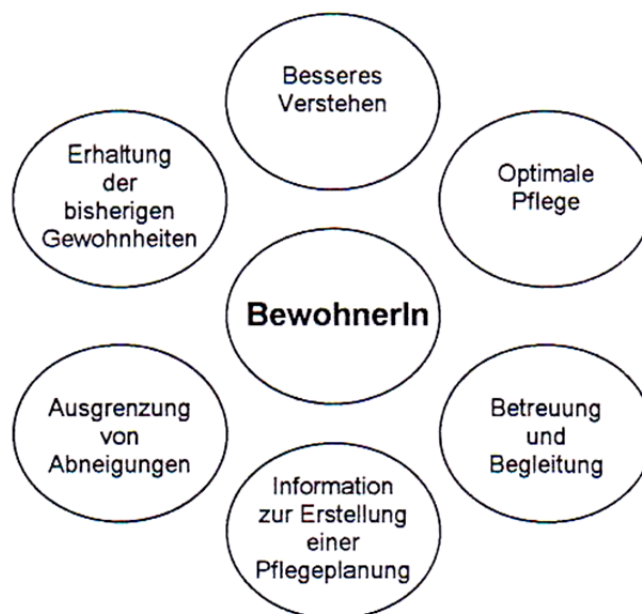 Besseres
Verstehen
Erhaltung
der
bisherigen
Gewohnheiten
Optimale
Pflege
BewohnerIn
Ausgrenzung
von
Abneigungen
Betreuung
und
Begleitung
Information
zur Erstellung
einer
Pflegeplanung